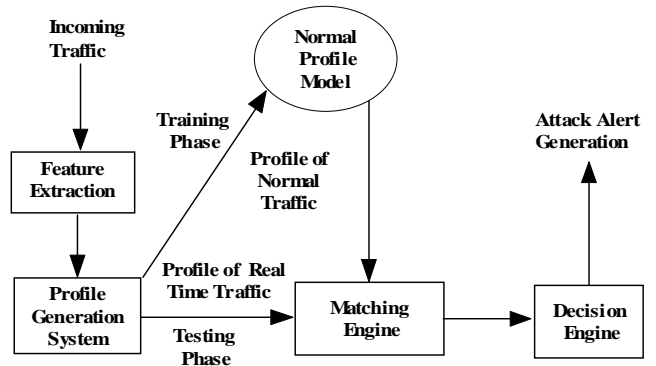 Incoming
Traffic
Normal
Profile
Model
Training
Phase
Attack Alert
Generation
Feature
Extraction
Profile of
Normal
Traffic
Profile of Real
Time Traffic
Profile
Generation
System
Testing
Phase
Matching
Engine
Decision
Engine